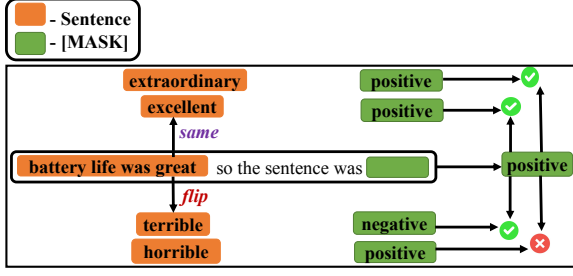 - Sentence
- [MASK]
extraordinary positive
excellent positive
same
battery life was great so the sentence was positive
flip
terrible negative
horrible positive